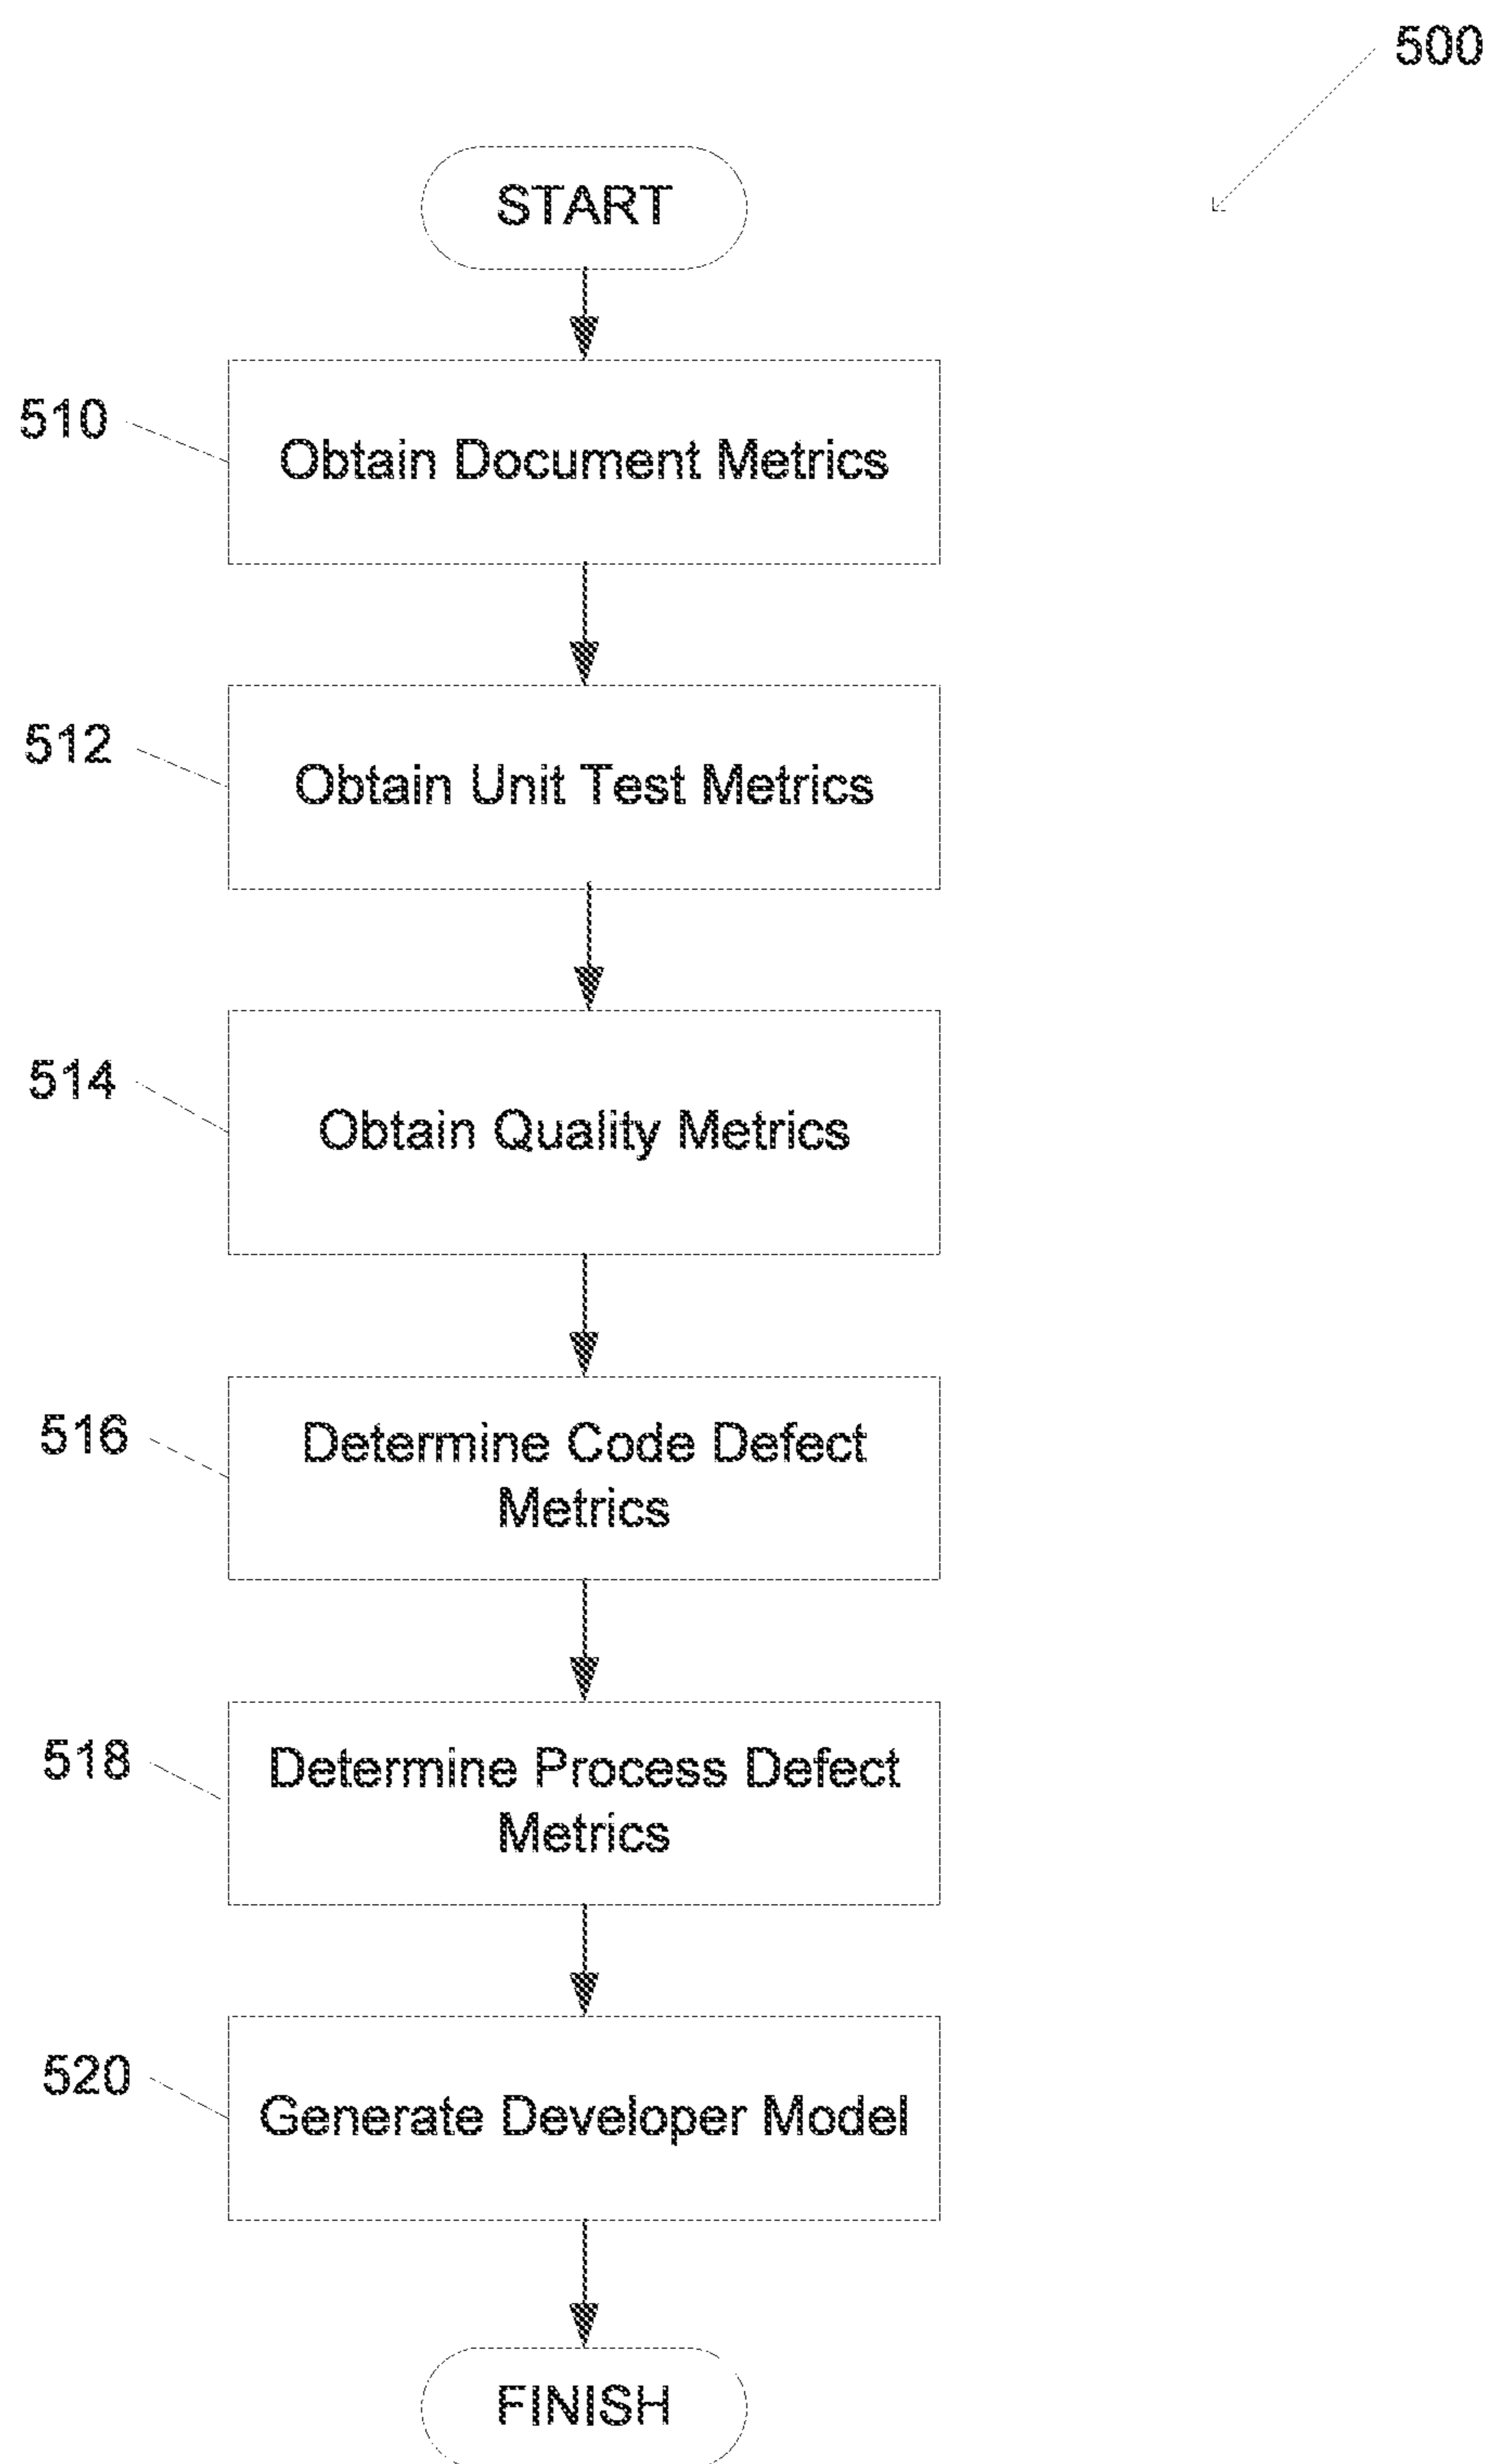 500
START
510
Obtain Document Metrics
512
Obtain Unit Test Metrics
514
Obtain Quality Metrics
516
Determine Code Defect
Metrics
518
Determine Process Defect
Metrics
520
Generate Developer Model
FINISH